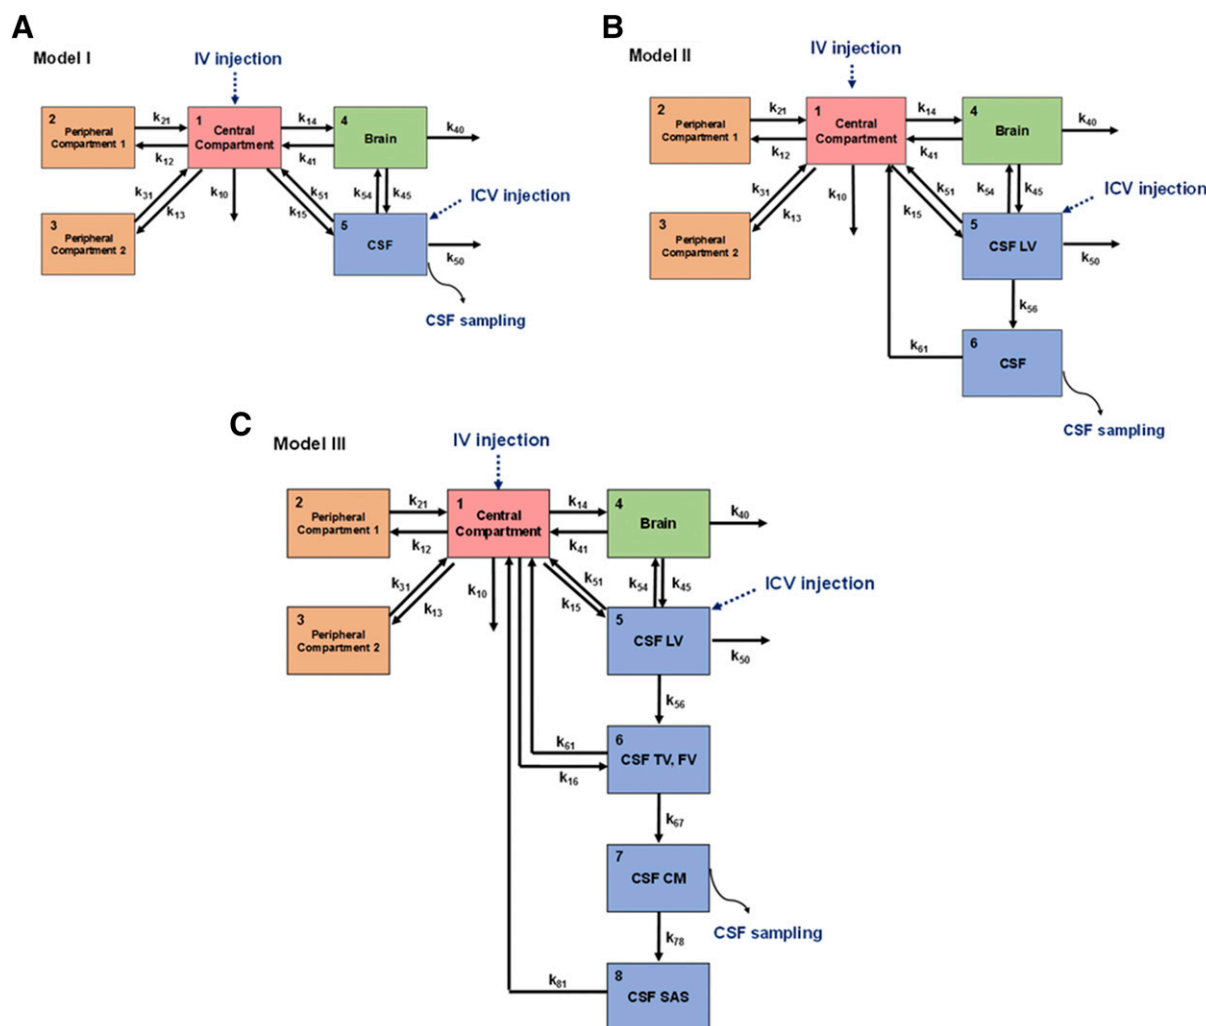 A
Model I
IV injection
2
Peripheral
Compartment 1
k21
k12
1
Central
Compartment
k14
k41
4
Brain
k40
k31
k13
k10
k51
k15
k54
k45
ICV injection
3
Peripheral
Compartment 2
5
CSF
k50
CSF sampling
B
Model II
IV injection
2
Peripheral
Compartment 1
k21
k12
1
Central
Compartment
k14
k41
4
Brain
k40
k31
k13
k10
k51
k15
k54
k45
ICV injection
3
Peripheral
Compartment 2
5
CSF LV
k50
k56
k61
6
CSF
CSF sampling
C
Model III
IV injection
2
Peripheral
Compartment 1
k21
k12
1
Central
Compartment
k14
k41
4
Brain
k40
k31
k13
k10
k51
k15
k54
k45
ICV injection
3
Peripheral
Compartment 2
5
CSF LV
k50
k56
k61
k16
6
CSF TV, FV
k67
7
CSF CM
CSF sampling
k78
k81
8
CSF SAS